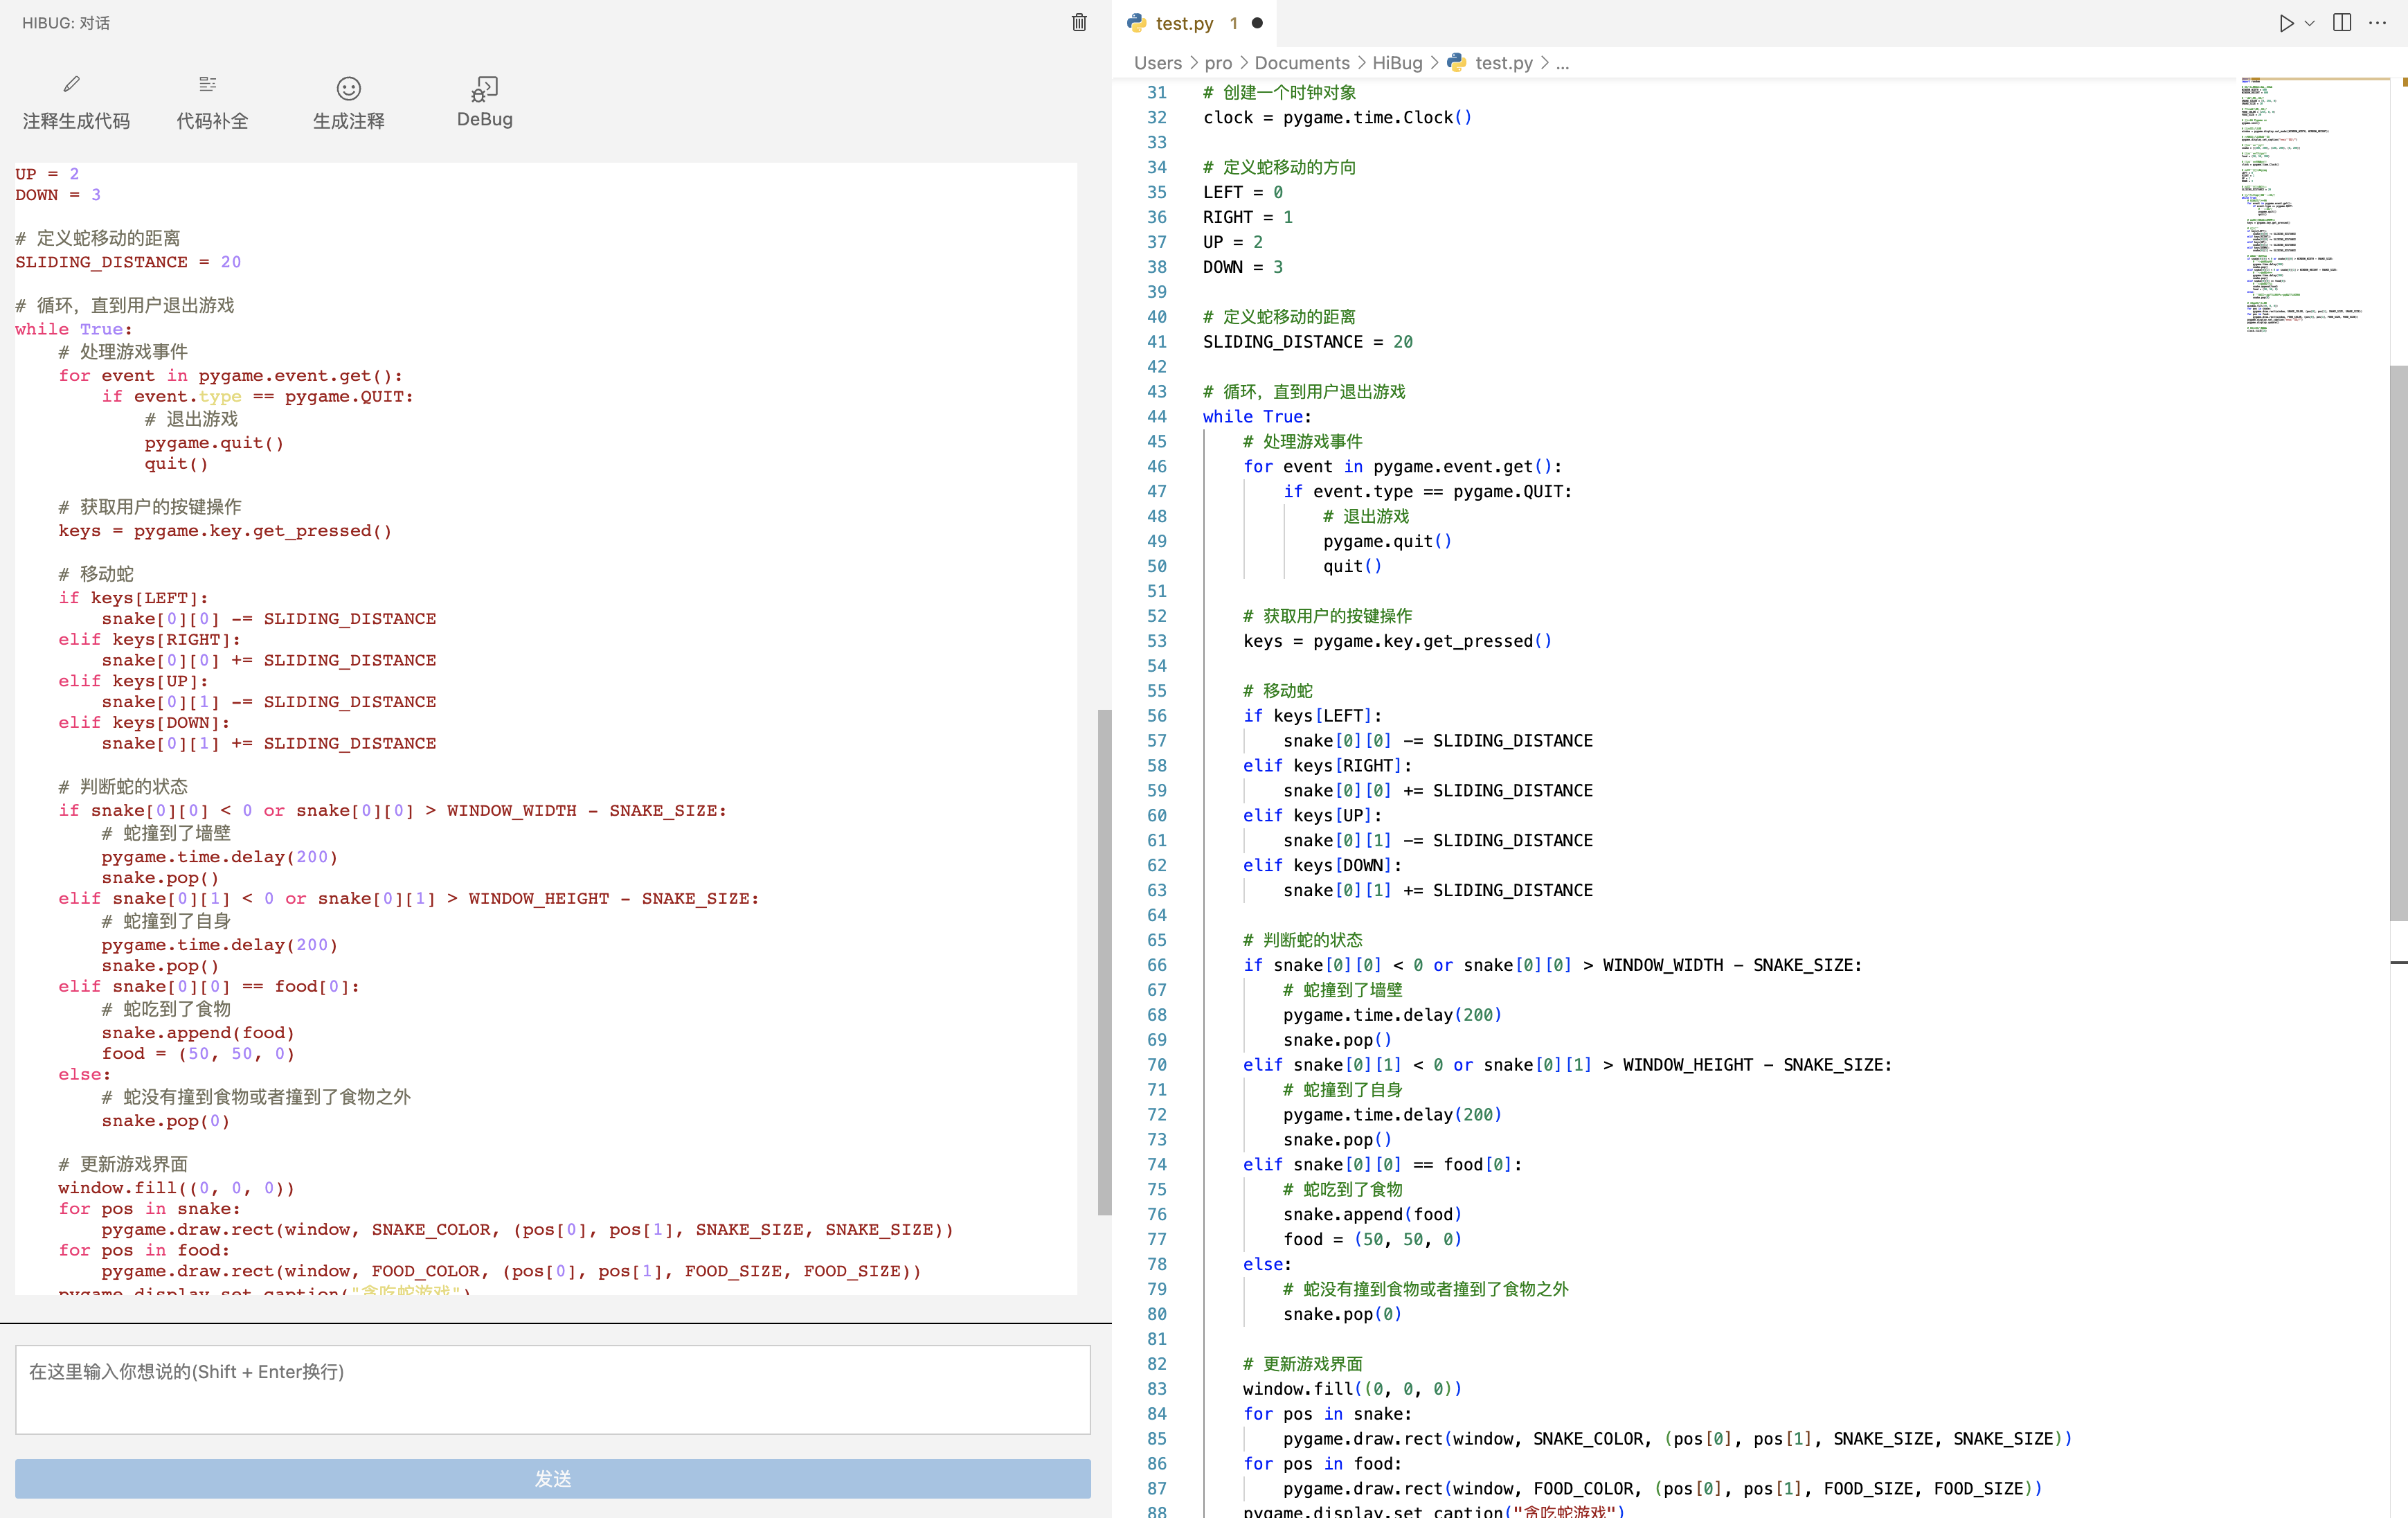 HIBUG: 对话
注释生成代码
代码补全
生成注释
DeBug
UP = 2
DOWN = 3
# 定义蛇移动的距离
SLIDING_DISTANCE = 20
# 循环，直到用户退出游戏
while True:
# 处理游戏事件
for event in pygame.event.get():
if event.type == pygame.QUIT:
# 退出游戏
pygame.quit()
quit()
# 获取用户的按键操作
keys = pygame.key.get_pressed()
# 移动蛇
if keys[LEFT]:
snake[0][0] -= SLIDING_DISTANCE
elif keys[RIGHT]:
snake[0][0] += SLIDING_DISTANCE
elif keys[UP]:
snake[0][1] -= SLIDING_DISTANCE
elif keys[DOWN]:
snake[0][1] += SLIDING_DISTANCE
# 判断蛇的状态
if snake[0][0] < 0 or snake[0][0] > WINDOW_WIDTH - SNAKE_SIZE:
# 蛇撞到了墙壁
pygame.time.delay(200)
snake.pop()
elif snake[0][1] < 0 or snake[0][1] > WINDOW_HEIGHT - SNAKE_SIZE:
# 蛇撞到了自身
pygame.time.delay(200)
snake.pop()
elif snake[0][0] == food[0]:
# 蛇吃到了食物
snake.append(food)
food = (50, 50, 0)
else:
# 蛇没有撞到食物或者撞到了食物之外
snake.pop(0)
# 更新游戏界面
window.fill((0, 0, 0))
for pos in snake:
pygame.draw.rect(window, SNAKE_COLOR, (pos[0], pos[1], SNAKE_SIZE, SNAKE_SIZE))
for pos in food:
pygame.draw.rect(window, FOOD_COLOR, (pos[0], pos[1], FOOD_SIZE, FOOD_SIZE))
pygame.display.set_caption("贪吃蛇游戏")
在这里输入你想说的(Shift + Enter换行)
发送
test.py 1
Users > pro > Documents > HiBug > test.py > ...
31 # 创建一个时钟对象
32 clock = pygame.time.Clock()
33
34 # 定义蛇移动的方向
35 LEFT = 0
36 RIGHT = 1
37 UP = 2
38 DOWN = 3
39
40 # 定义蛇移动的距离
41 SLIDING_DISTANCE = 20
42
43 # 循环，直到用户退出游戏
44 while True:
45 # 处理游戏事件
46 for event in pygame.event.get():
47 if event.type == pygame.QUIT:
48 # 退出游戏
49 pygame.quit()
50 quit()
51
52 # 获取用户的按键操作
53 keys = pygame.key.get_pressed()
54
55 # 移动蛇
56 if keys[LEFT]:
57 snake[0][0] -= SLIDING_DISTANCE
58 elif keys[RIGHT]:
59 snake[0][0] += SLIDING_DISTANCE
60 elif keys[UP]:
61 snake[0][1] -= SLIDING_DISTANCE
62 elif keys[DOWN]:
63 snake[0][1] += SLIDING_DISTANCE
64
65 # 判断蛇的状态
66 if snake[0][0] < 0 or snake[0][0] > WINDOW_WIDTH - SNAKE_SIZE:
67 # 蛇撞到了墙壁
68 pygame.time.delay(200)
69 snake.pop()
70 elif snake[0][1] < 0 or snake[0][1] > WINDOW_HEIGHT - SNAKE_SIZE:
71 # 蛇撞到了自身
72 pygame.time.delay(200)
73 snake.pop()
74 elif snake[0][0] == food[0]:
75 # 蛇吃到了食物
76 snake.append(food)
77 food = (50, 50, 0)
78 else:
79 # 蛇没有撞到食物或者撞到了食物之外
80 snake.pop(0)
81
82 # 更新游戏界面
83 window.fill((0, 0, 0))
84 for pos in snake:
85 pygame.draw.rect(window, SNAKE_COLOR, (pos[0], pos[1], SNAKE_SIZE, SNAKE_SIZE))
86 for pos in food:
87 pygame.draw.rect(window, FOOD_COLOR, (pos[0], pos[1], FOOD_SIZE, FOOD_SIZE))
88 pygame.display.set_caption("贪吃蛇游戏")